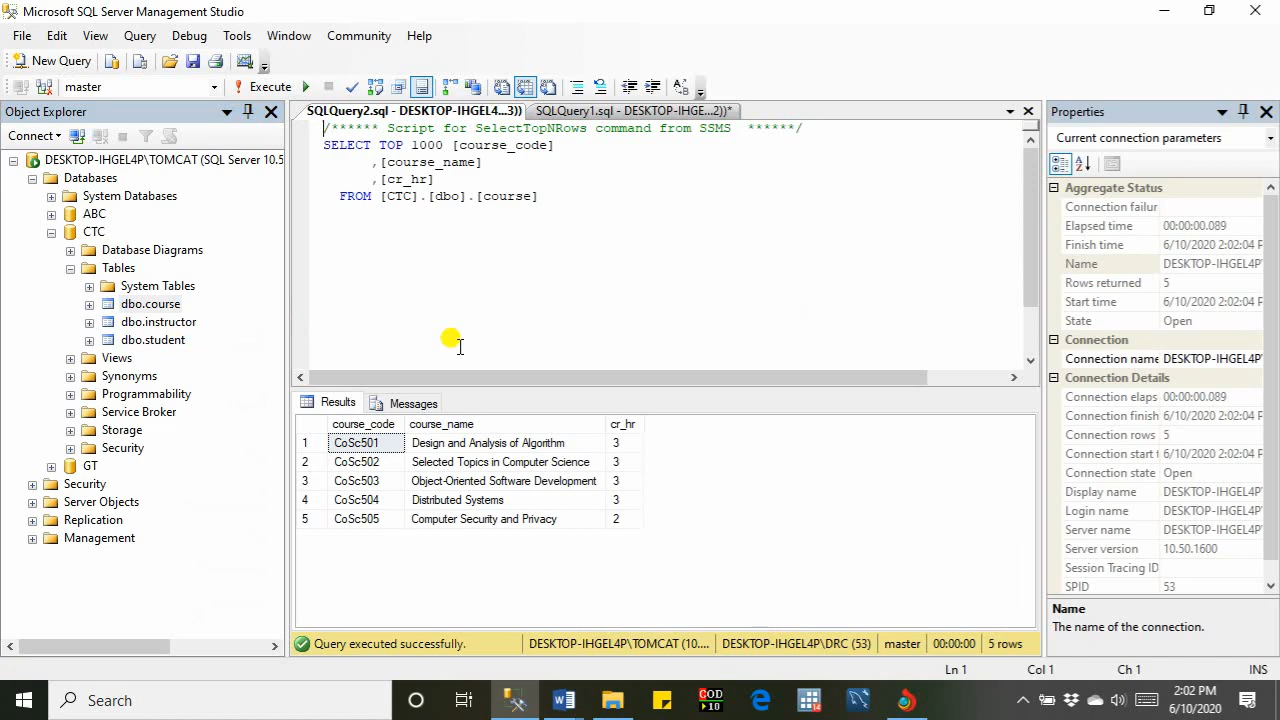 Microsoft SQL Server Management Studio
File Edit View Query Debug Tools Window Community Help
New Query
master Execute
Object Explorer
Connect
DESKTOP-IHGEL4P\TOMCAT (SQL Server 10.5
Databases
System Databases
ABC
CTC
Database Diagrams
Tables
System Tables
dbo.course
dbo.instructor
dbo.student
Views
Synonyms
Programmability
Service Broker
Storage
Security
GT
Security
Server Objects
Replication
Management
SQLQuery2.sql - DESKTOP-IHGEL4...3)) SQLQuery1.sql - DESKTOP-IHGE...2))*
/****** Script for SelectTopNRows command from SSMS ******/
SELECT TOP 1000 [course_code]
,[course_name]
,[cr_hr]
FROM [CTC].[dbo].[course]
Results Messages
course_code course_name cr_hr
1 CoSc501 Design and Analysis of Algorithm 3
2 CoSc502 Selected Topics in Computer Science 3
3 CoSc503 Object-Oriented Software Development 3
4 CoSc504 Distributed Systems 3
5 CoSc505 Computer Security and Privacy 2
Query executed successfully. DESKTOP-IHGEL4P\TOMCAT (10.... DESKTOP-IHGEL4P\DRC (53) master 00:00:00 5 rows
Properties
Current connection parameters
Aggregate Status
Connection failur
Elapsed time 00:00:00.089
Finish time 6/10/2020 2:02:04 P
Name DESKTOP-IHGEL4P\
Rows returned 5
Start time 6/10/2020 2:02:04 P
State Open
Connection
Connection name DESKTOP-IHGEL4P\
Connection Details
Connection elaps 00:00:00.089
Connection finish 6/10/2020 2:02:04 P
Connection rows 5
Connection start t 6/10/2020 2:02:04 P
Connection state Open
Display name DESKTOP-IHGEL4P\
Login name DESKTOP-IHGEL4P\
Server name DESKTOP-IHGEL4P\
Server version 10.50.1600
Session Tracing ID
SPID 53
Name
The name of the connection.
Ln 1 Col 1 Ch 1 INS
Search
COD
10
14
2:02 PM
6/10/2020